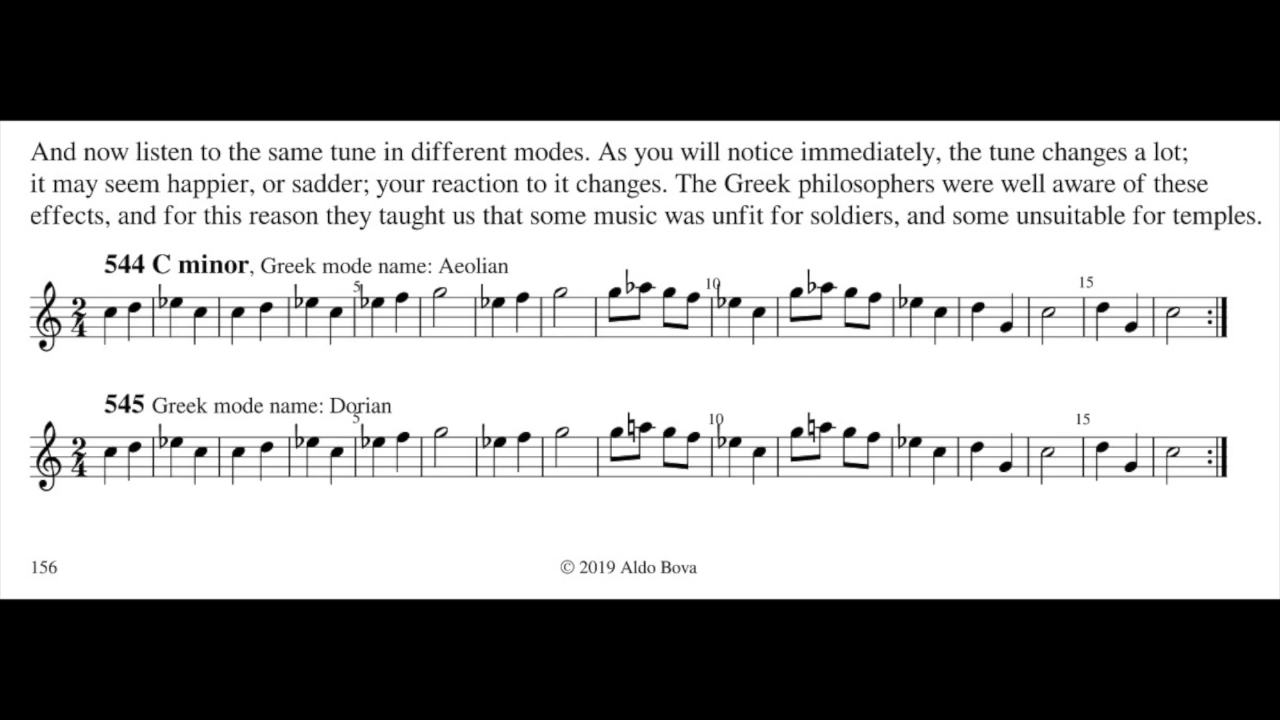 And now listen to the same tune in different modes. As you will notice immediately, the tune changes a lot;
it may seem happier, or sadder; your reaction to it changes. The Greek philosophers were well aware of these
effects, and for this reason they taught us that some music was unfit for soldiers, and some unsuitable for temples.
544 C minor, Greek mode name: Aeolian
5 10 15
2
4
545 Greek mode name: Dorian
5 10 15
2
4
156 © 2019 Aldo Bova